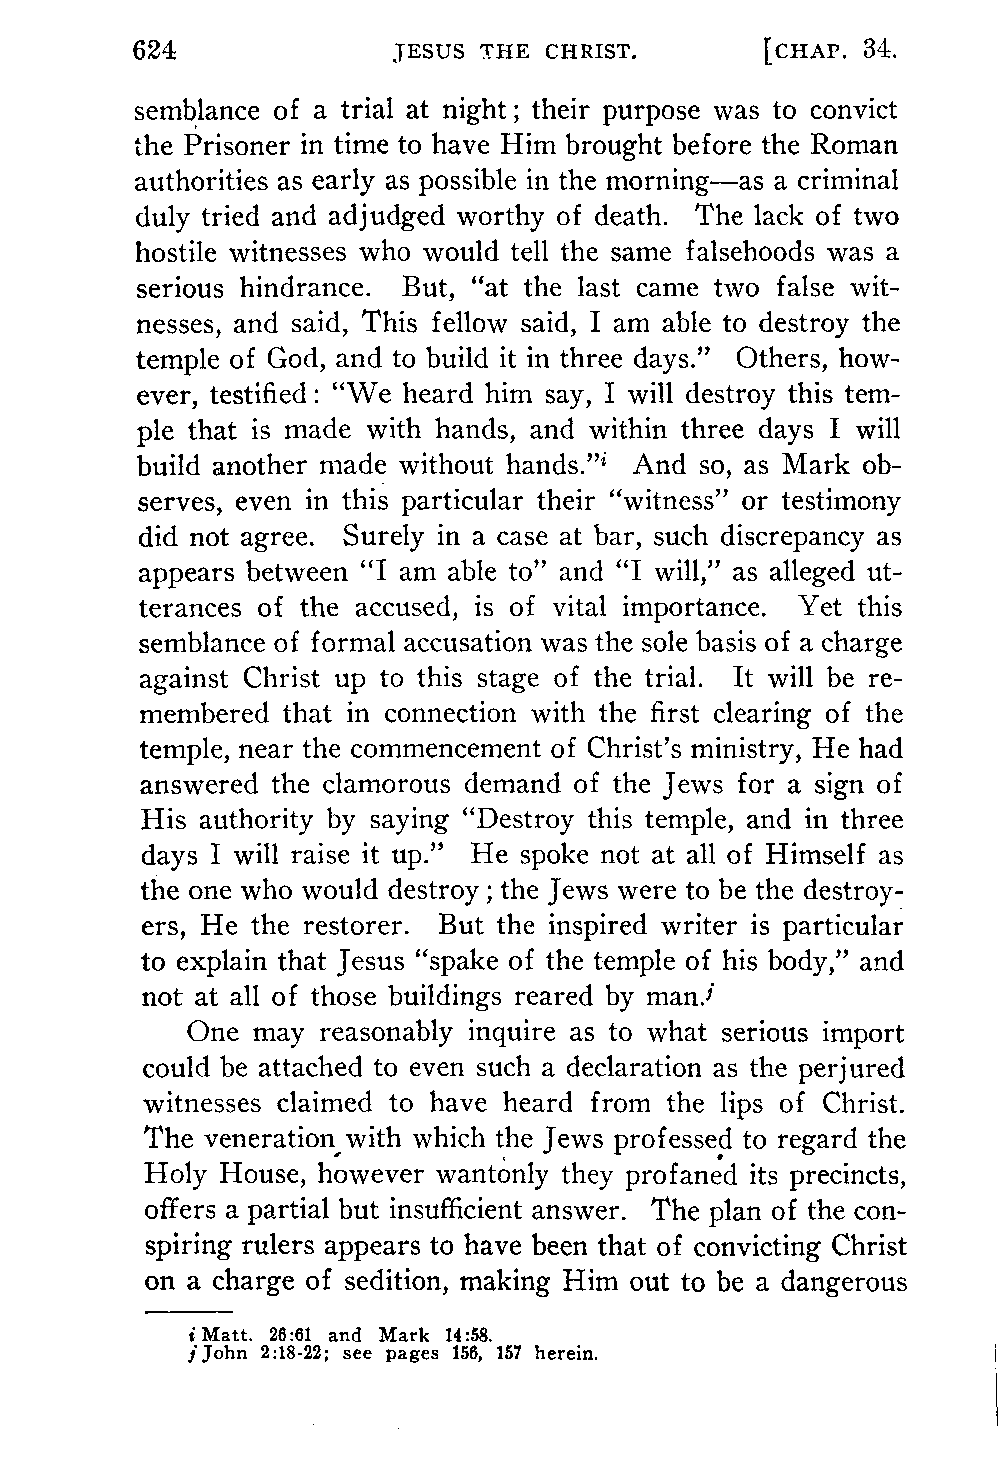 624 JESUS THE CHRIST. [CHAP. 34.
semblance of a trial at night; their purpose was to convict
the Prisoner in time to have Him brought before the Roman
authorities as early as possible in the morning—as a criminal
duly tried and adjudged worthy of death. The lack of two
hostile witnesses who would tell the same falsehoods was a
serious hindrance. But, “at the last came two false wit-
nesses, and said, This fellow said, I am able to destroy the
temple of God, and to build it in three days.” Others, how-
ever, testified: “We heard him say, I will destroy this tem-
ple that is made with hands, and within three days I will
build another made without hands.”i And so, as Mark ob-
serves, even in this particular their “witness” or testimony
did not agree. Surely in a case at bar, such discrepancy as
appears between “I am able to” and “I will,” as alleged ut-
terances of the accused, is of vital importance. Yet this
semblance of formal accusation was the sole basis of a charge
against Christ up to this stage of the trial. It will be re-
membered that in connection with the first clearing of the
temple, near the commencement of Christ’s ministry, He had
answered the clamorous demand of the Jews for a sign of
His authority by saying “Destroy this temple, and in three
days I will raise it up.” He spoke not at all of Himself as
the one who would destroy; the Jews were to be the destroy-
ers, He the restorer. But the inspired writer is particular
to explain that Jesus “spake of the temple of his body,” and
not at all of those buildings reared by man.j
One may reasonably inquire as to what serious import
could be attached to even such a declaration as the perjured
witnesses claimed to have heard from the lips of Christ.
The veneration with which the Jews professed to regard the
Holy House, however wantonly they profaned its precincts,
offers a partial but insufficient answer. The plan of the con-
spiring rulers appears to have been that of convicting Christ
on a charge of sedition, making Him out to be a dangerous
i Matt. 26:61 and Mark 14:58.
j John 2:18-22; see pages 156, 157 herein.